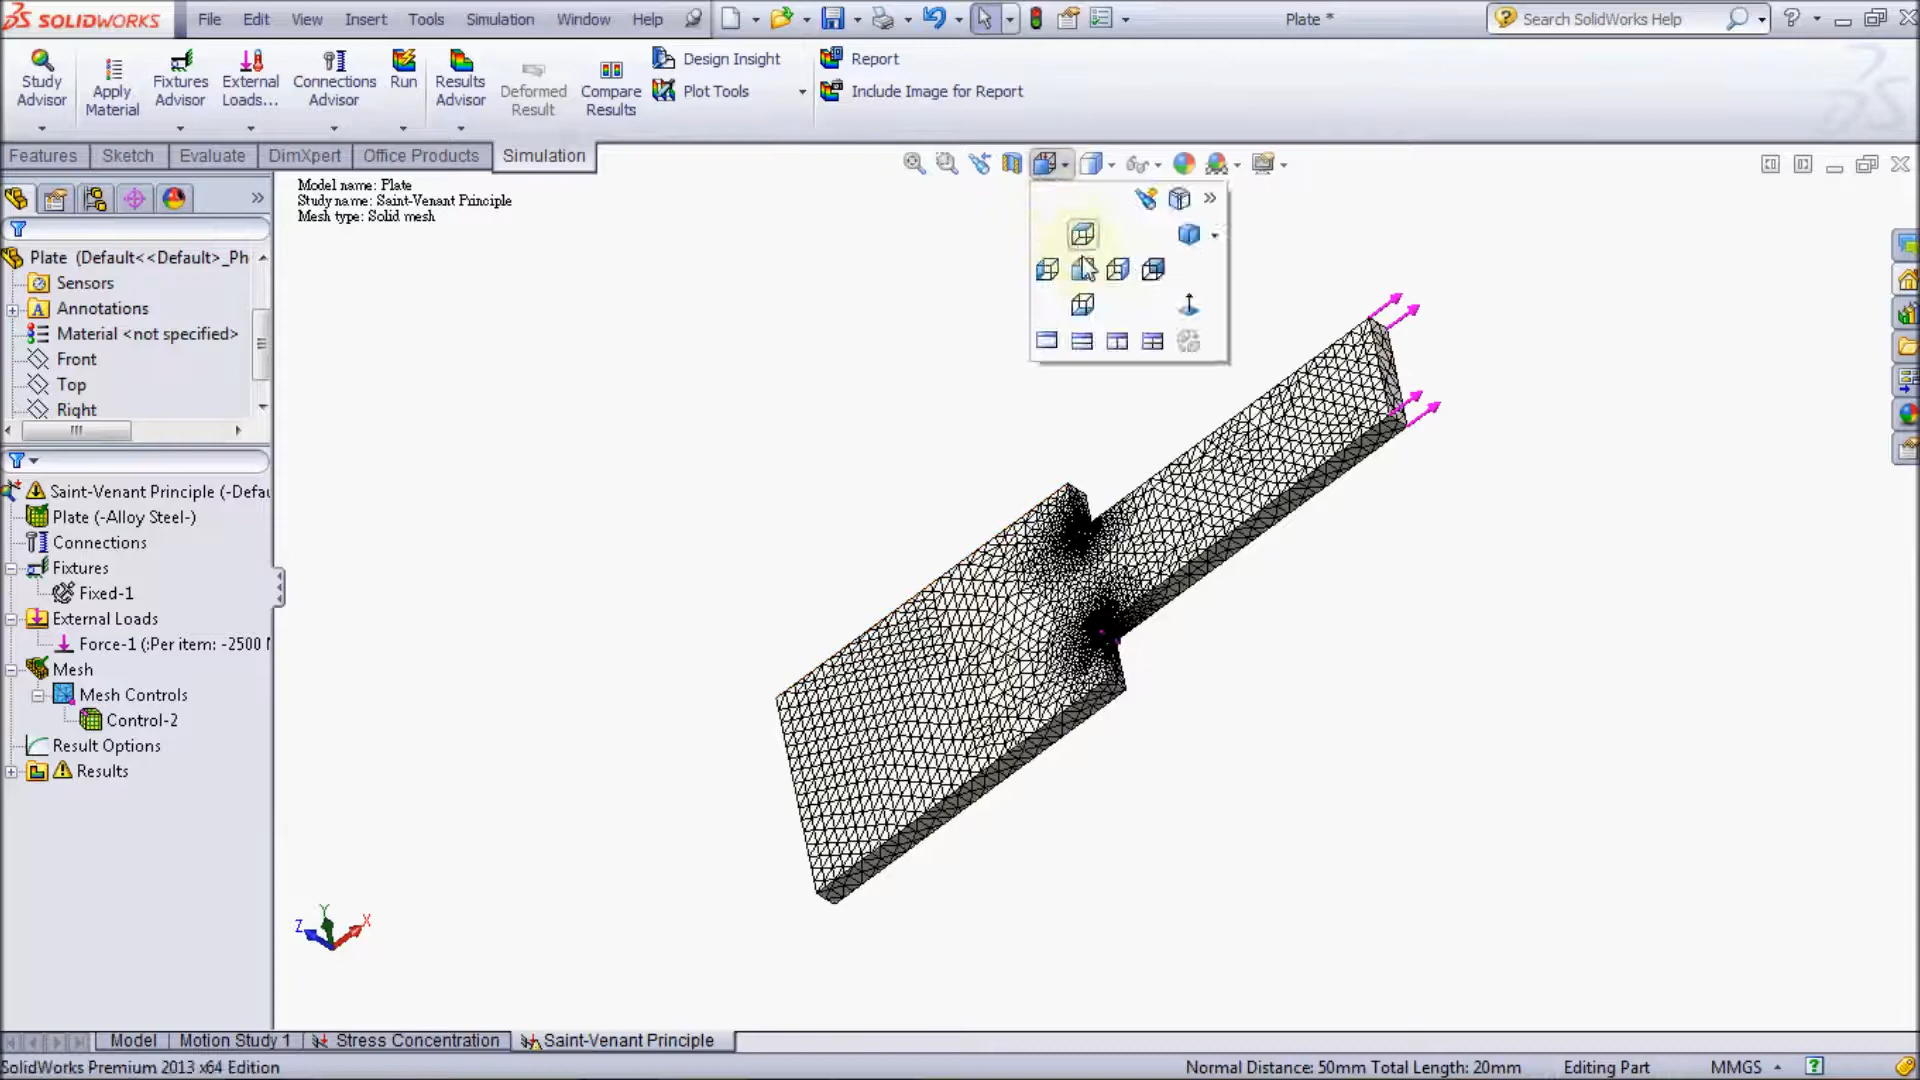 SOLIDWORKS File Edit View Insert Tools Simulation Window Help
Plate *
Search SolidWorks Help
Study Advisor
Apply Material
Fixtures Advisor
External Loads...
Connections Advisor
Run
Results Advisor
Deformed Result
Compare Results
Design Insight
Plot Tools
Report
Include Image for Report
Features Sketch Evaluate DimXpert Office Products Simulation
Model name: Plate
Study name: Saint-Venant Principle
Mesh type: Solid mesh
Plate (Default<<Default>_Ph
Sensors
A Annotations
Material <not specified>
Front
Top
Right
Saint-Venant Principle (-Defau
Plate (-Alloy Steel-)
Connections
Fixtures
Fixed-1
External Loads
Force-1 (:Per item: -2500 N
Mesh
Mesh Controls
Control-2
Result Options
Results
Y
Z X
Model Motion Study 1 Stress Concentration Saint-Venant Principle
SolidWorks Premium 2013 x64 Edition
Normal Distance: 50mm Total Length: 20mm Editing Part MMGS ?